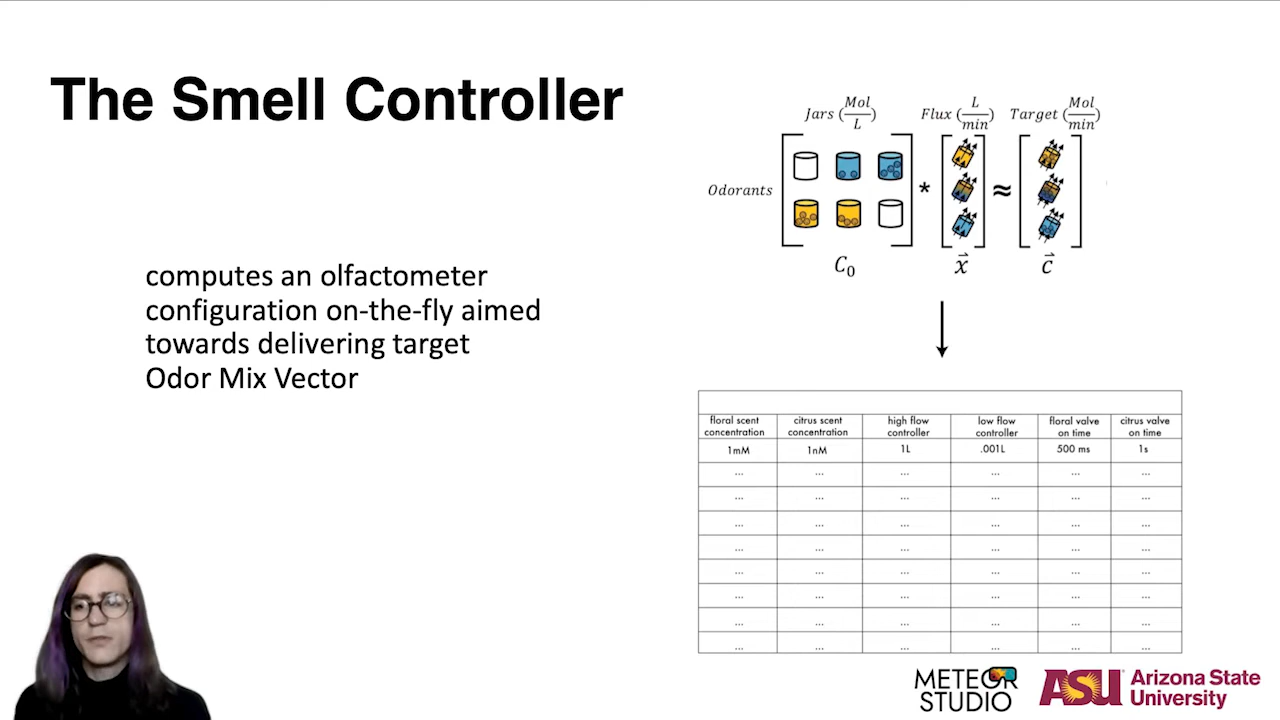 The Smell Controller
computes an olfactometer
configuration on-the-fly aimed
towards delivering target
Odor Mix Vector
Jars (Mol/L) Flux (L/min) Target (Mol/min)
Odorants
* ≈
C₀ x⃗ c⃗
floral scent concentration citrus scent concentration high flow controller low flow controller floral valve on time citrus valve on time
1mM 1nM 1L .001L 500 ms 1s
... ... ... ... ... ...
... ... ... ... ... ...
... ... ... ... ... ...
... ... ... ... ... ...
... ... ... ... ... ...
... ... ... ... ... ...
... ... ... ... ... ...
... ... ... ... ... ...
METEOR
STUDIO
ASU Arizona State
University